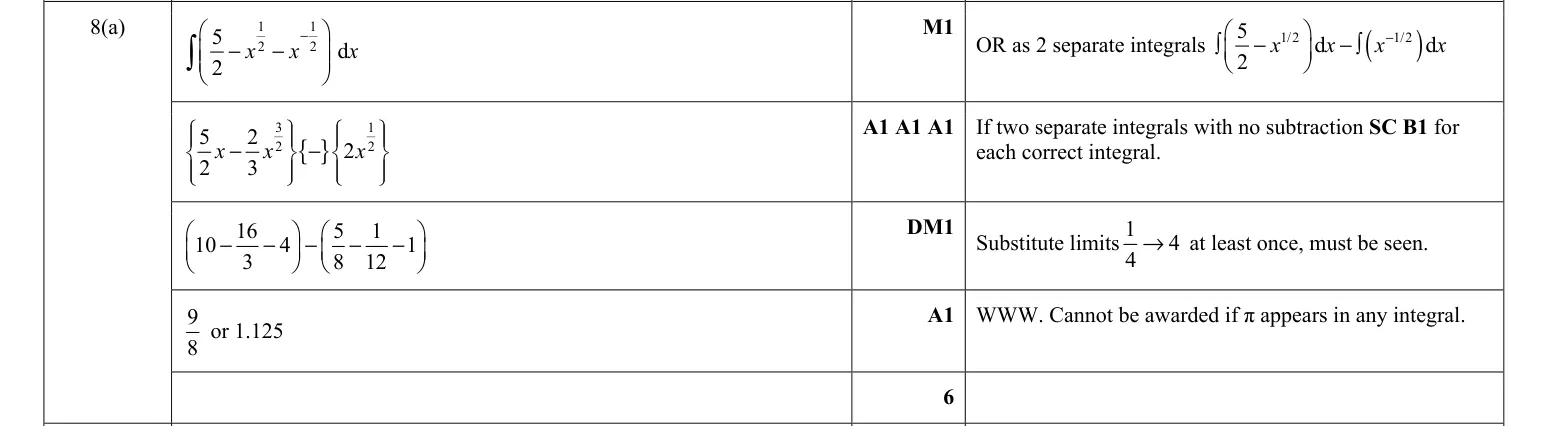 8(a) ∫(5/2 − x^(1/2) − x^(−1/2)) dx M1 OR as 2 separate integrals ∫(5/2 − x^(1/2))dx − ∫(x^(−1/2))dx
{5/2 x − 2/3 x^(3/2)}{−}{2x^(1/2)} A1 A1 A1 If two separate integrals with no subtraction SC B1 for
each correct integral.
(10 − 16/3 − 4) − (5/8 − 1/12 − 1) DM1 Substitute limits 1/4 → 4 at least once, must be seen.
9/8 or 1.125 A1 WWW. Cannot be awarded if π appears in any integral.
6